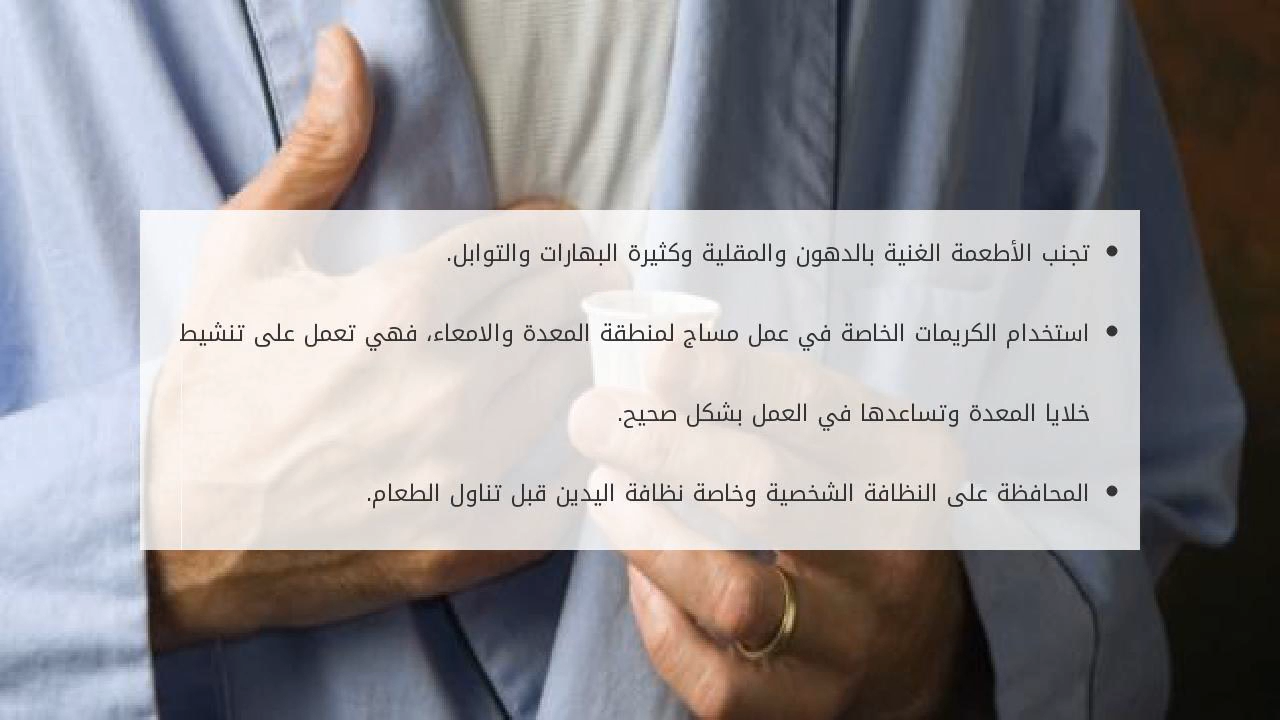 • تجنب الأطعمة الغنية بالدهون والمقلية وكثيرة البهارات والتوابل.
• استخدام الكريمات الخاصة في عمل مساج لمنطقة المعدة والامعاء، فهي تعمل على تنشيط
خلايا المعدة وتساعدها في العمل بشكل صحيح.
• المحافظة على النظافة الشخصية وخاصة نظافة اليدين قبل تناول الطعام.